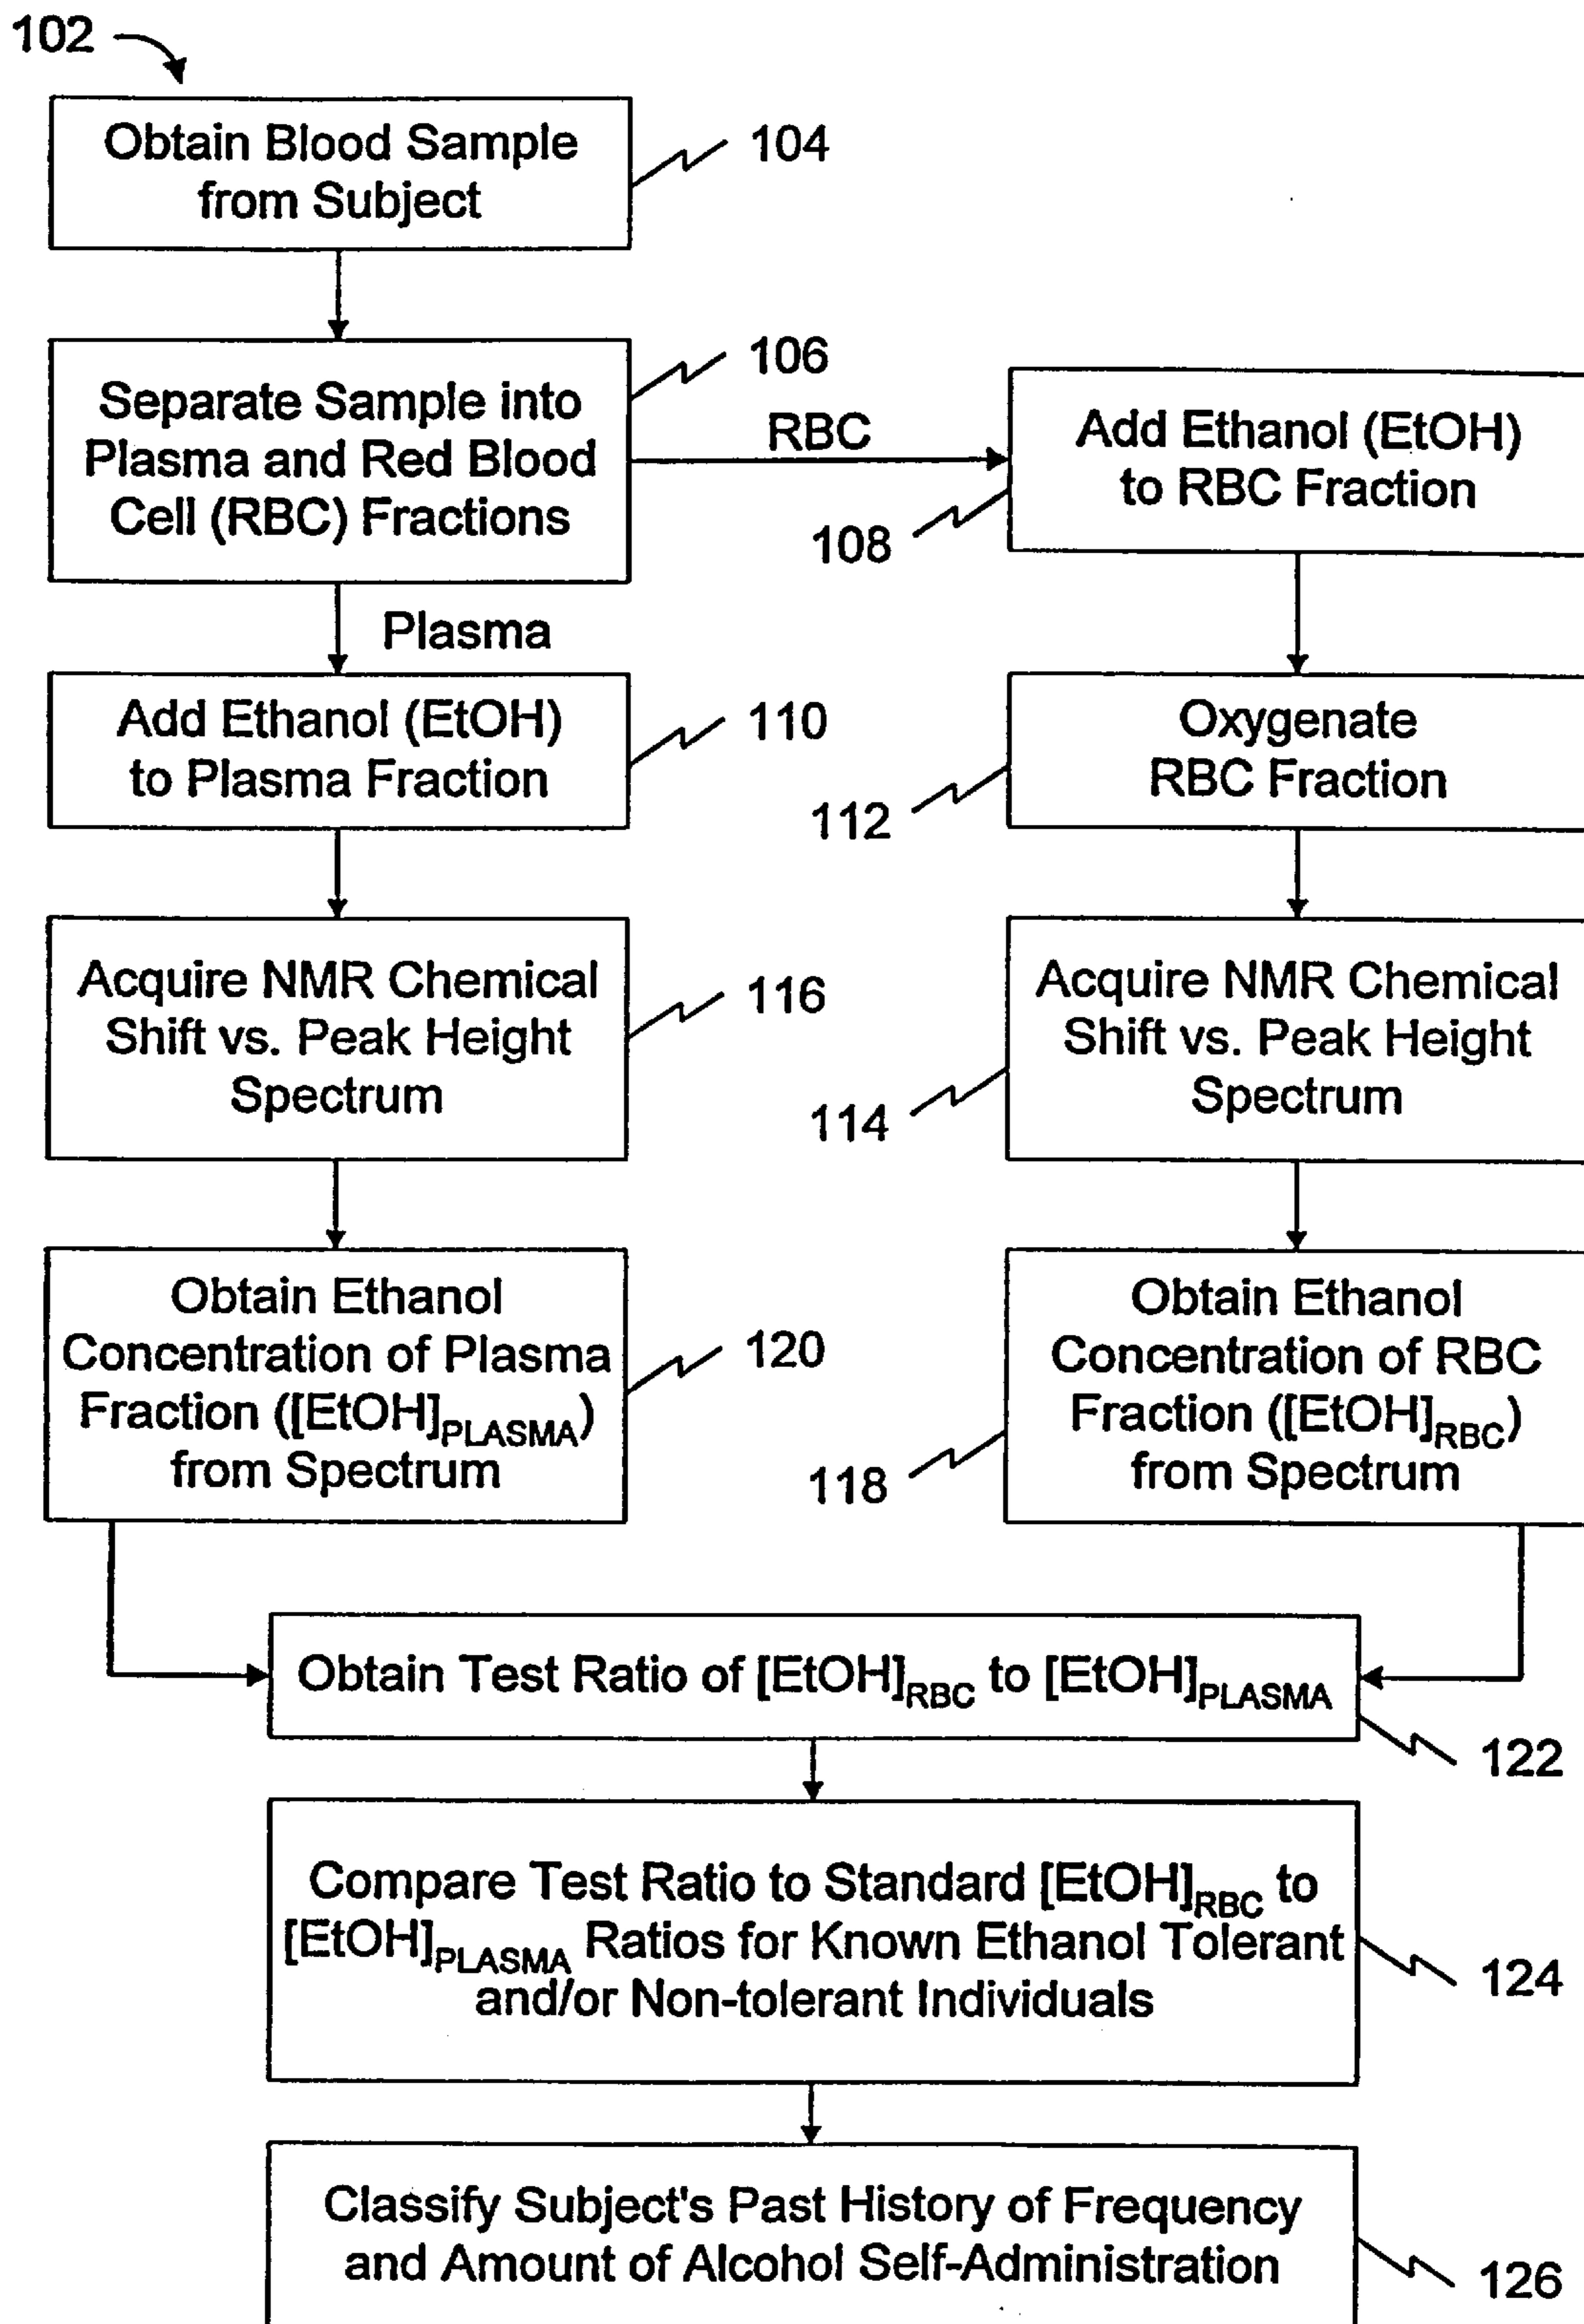 102
Obtain Blood Sample
from Subject
104
Separate Sample into
Plasma and Red Blood
Cell (RBC) Fractions
106
RBC
Add Ethanol (EtOH)
to RBC Fraction
108
Plasma
Add Ethanol (EtOH)
to Plasma Fraction
110
Oxygenate
RBC Fraction
112
Acquire NMR Chemical
Shift vs. Peak Height
Spectrum
116
Acquire NMR Chemical
Shift vs. Peak Height
Spectrum
114
Obtain Ethanol
Concentration of Plasma
Fraction ([EtOH]PLASMA)
from Spectrum
120
Obtain Ethanol
Concentration of RBC
Fraction ([EtOH]RBC)
from Spectrum
118
Obtain Test Ratio of [EtOH]RBC to [EtOH]PLASMA
122
Compare Test Ratio to Standard [EtOH]RBC to
[EtOH]PLASMA Ratios for Known Ethanol Tolerant
and/or Non-tolerant Individuals
124
Classify Subject's Past History of Frequency
and Amount of Alcohol Self-Administration
126